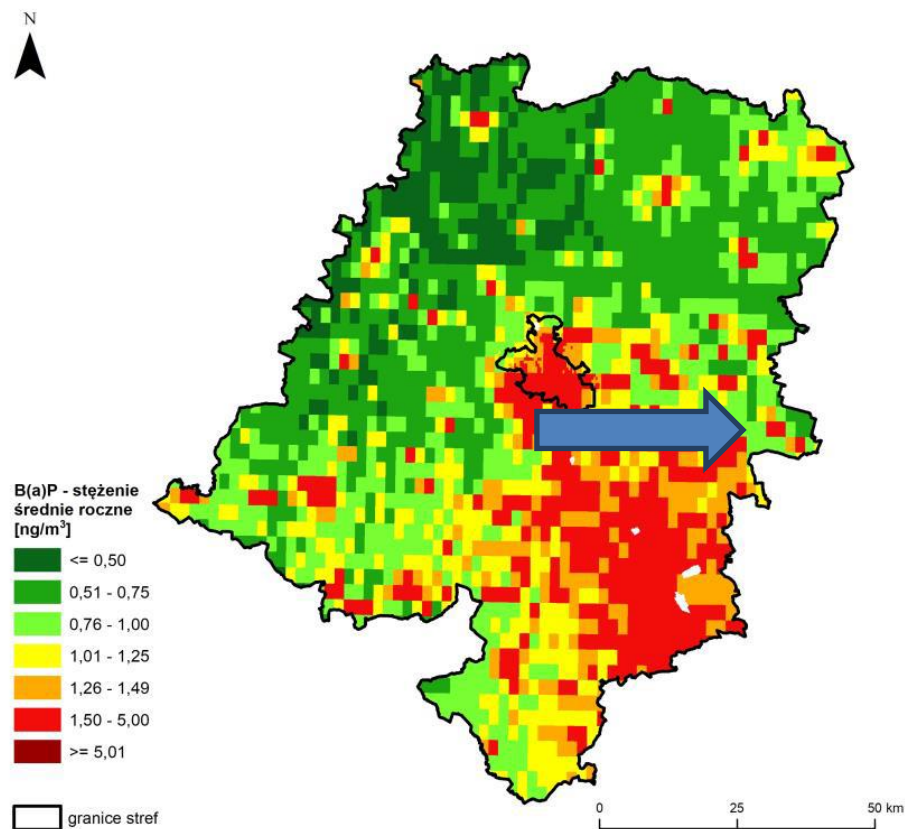 N
B(a)P - stężenie
średnie roczne
[ng/m³]
<= 0,50
0,51 - 0,75
0,76 - 1,00
1,01 - 1,25
1,26 - 1,49
1,50 - 5,00
>= 5,01
granice stref
0 25 50 km